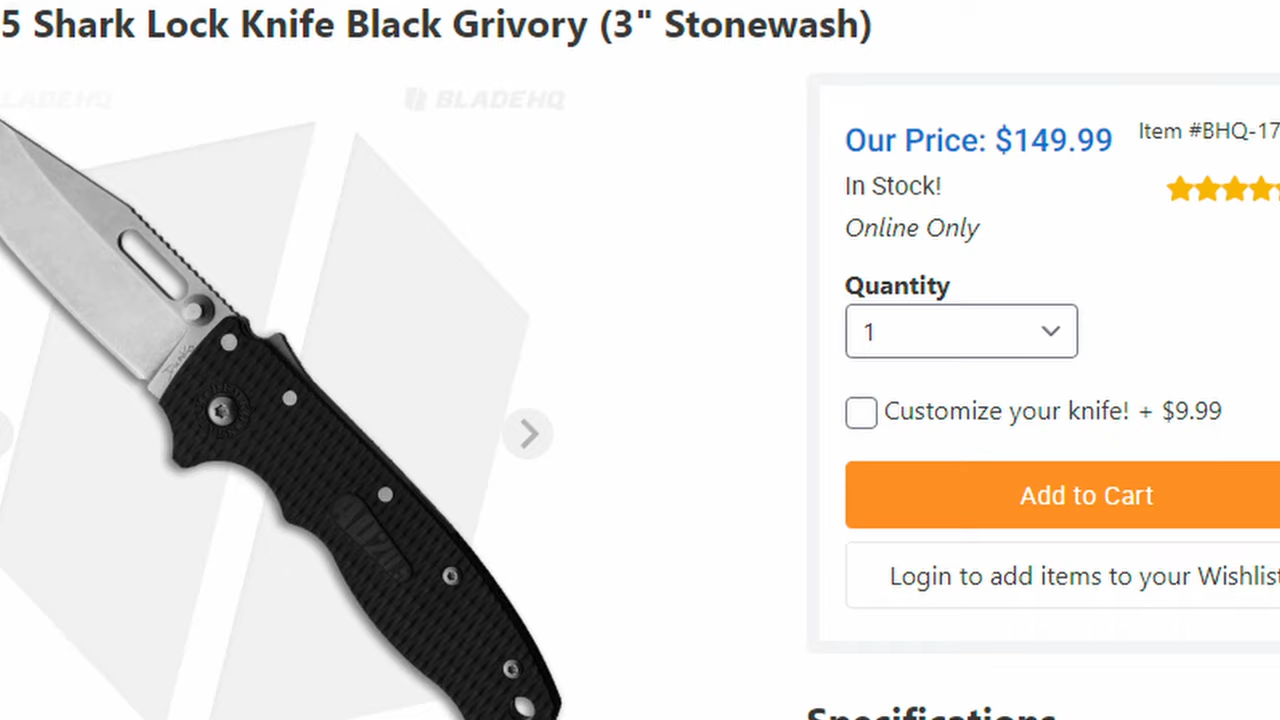 5 Shark Lock Knife Black Grivory (3" Stonewash)
BLADEHQ
BLADEHQ
Our Price: $149.99
Item #BHQ-17
In Stock!
Online Only
Quantity
1
Customize your knife! + $9.99
Add to Cart
Login to add items to your Wishlist
Specifications